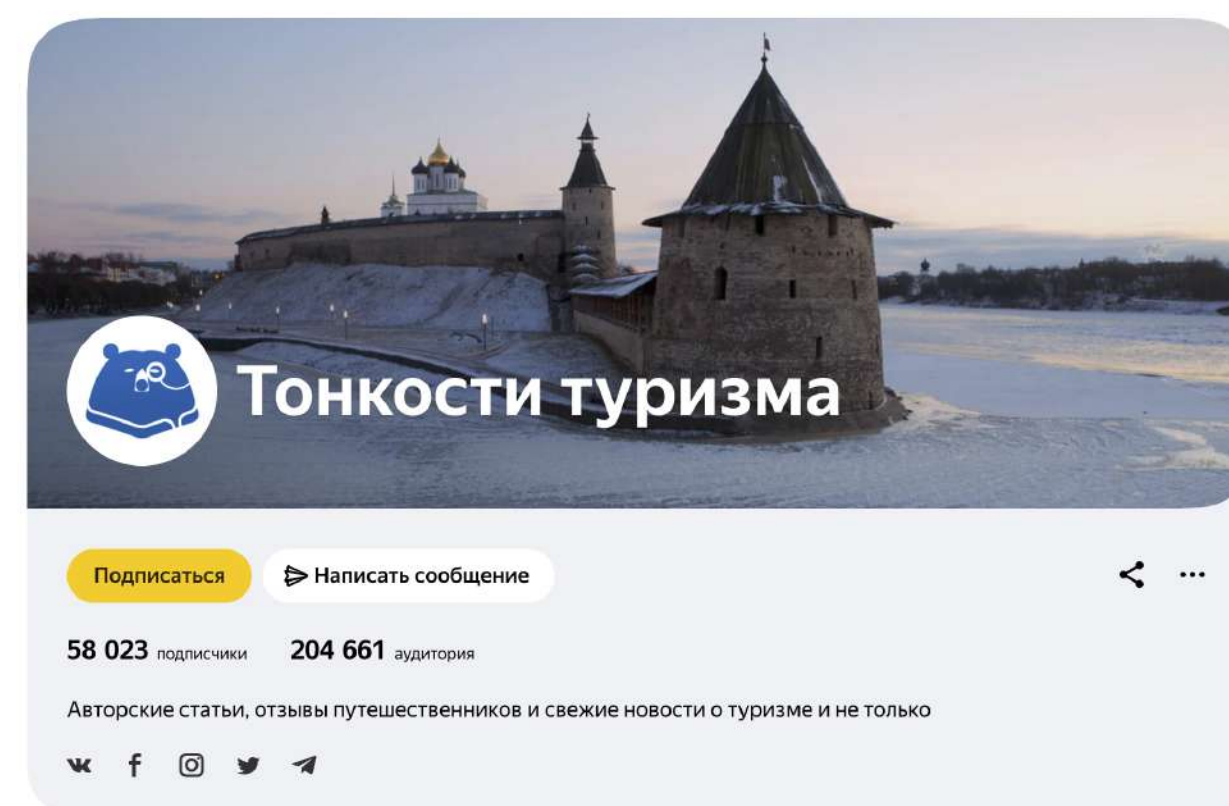 Тонкости туризма
Подписаться
Написать сообщение
58 023 подписчики 204 661 аудитория
Авторские статьи, отзывы путешественников и свежие новости о туризме и не только